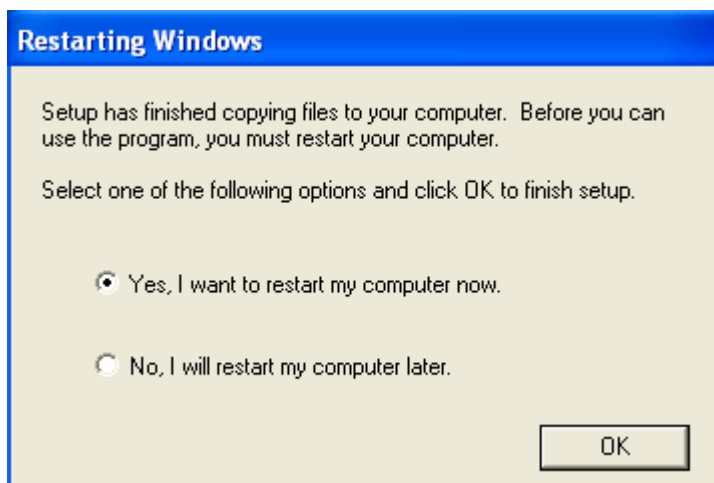 Restarting Windows
Setup has finished copying files to your computer.  Before you can
use the program, you must restart your computer.
Select one of the following options and click OK to finish setup.
Yes, I want to restart my computer now.
No, I will restart my computer later.
OK